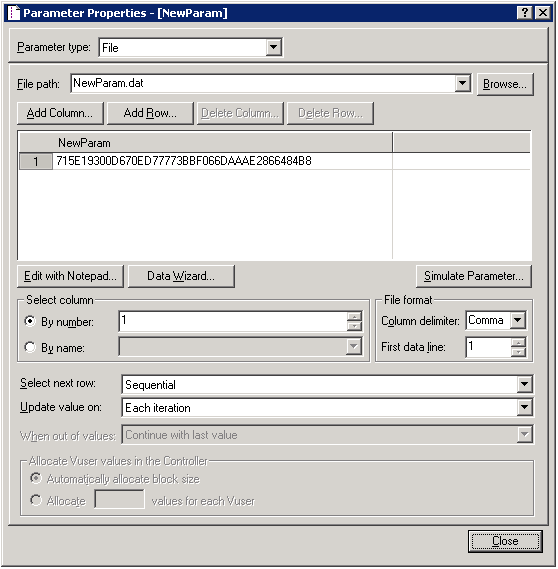 Parameter Properties - [NewParam]
Parameter type: File
File path: NewParam.dat Browse...
Add Column... Add Row... Delete Column... Delete Row...
NewParam
1 715E19300D670ED77773BBF066DAAAE2866484B8
Edit with Notepad... Data Wizard... Simulate Parameter...
Select column File format
By number: 1 Column delimiter: Comma
By name: First data line: 1
Select next row: Sequential
Update value on: Each iteration
When out of values: Continue with last value
Allocate Vuser values in the Controller
Automatically allocate block size
Allocate values for each Vuser
Close